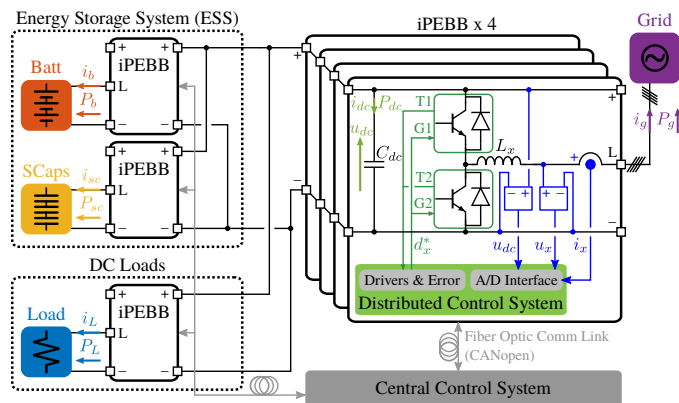 Energy Storage System (ESS)
iPEBB x 4
Grid
+ +
iPEBB
Batt
i_b
L
P_b
− −
+ +
iPEBB
SCaps
i_sc
L
P_sc
− −
DC Loads
+ +
iPEBB
Load
i_L
L
P_L
− −
+
−
i_dc
P_dc
u_dc
C_dc
T1
G1
T2
G2
d_x^*
L_x
+
+
L
−
− +
+ −
u_dc
u_x
i_x
i_g
P_g
Drivers & Error
A/D Interface
Distributed Control System
Fiber Optic Comm Link
(CANopen)
Central Control System